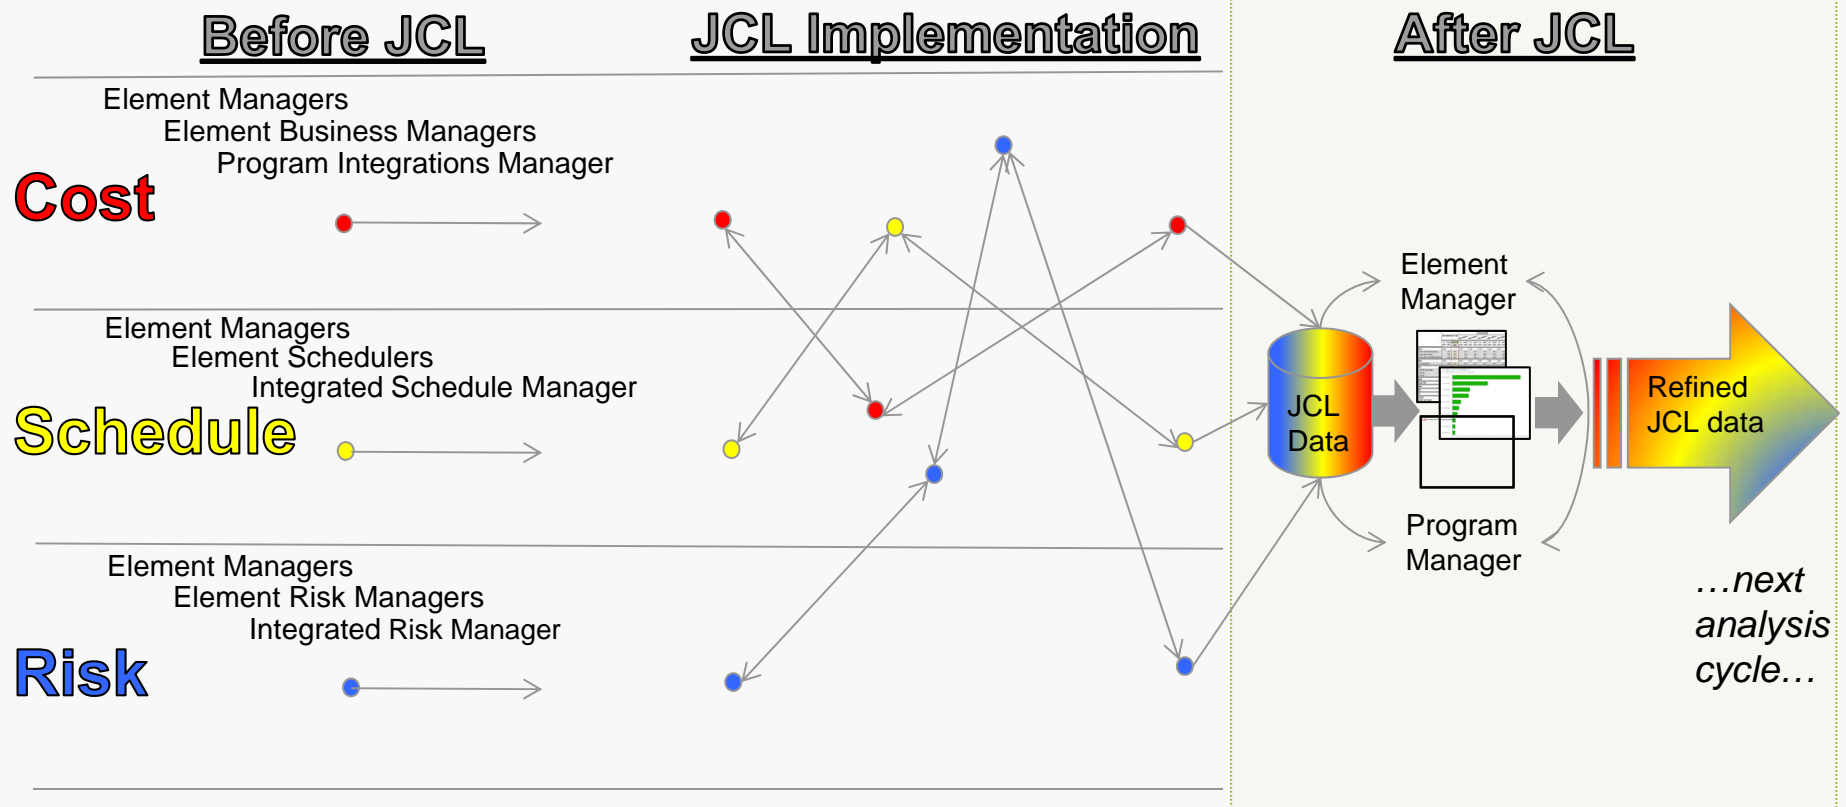 Before JCL
JCL Implementation
After JCL
Element Managers
Element Business Managers
Program Integrations Manager
Cost
Element Managers
Element Schedulers
Integrated Schedule Manager
Schedule
Element Managers
Element Risk Managers
Integrated Risk Manager
Risk
JCL
Data
Element
Manager
Program
Manager
Refined
JCL data
…next
analysis
cycle…